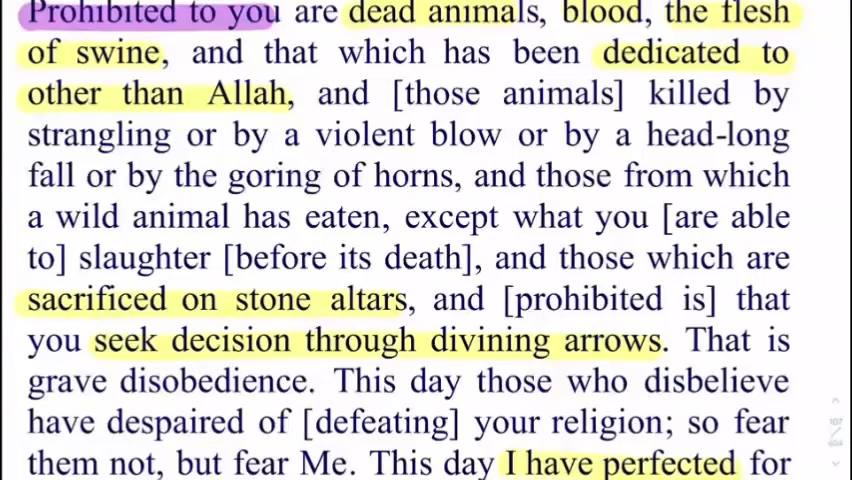 Prohibited to you are dead animals, blood, the flesh
of swine, and that which has been dedicated to
other than Allah, and [those animals] killed by
strangling or by a violent blow or by a head-long
fall or by the goring of horns, and those from which
a wild animal has eaten, except what you [are able
to] slaughter [before its death], and those which are
sacrificed on stone altars, and [prohibited is] that
you seek decision through divining arrows. That is
grave disobedience. This day those who disbelieve
have despaired of [defeating] your religion; so fear
them not, but fear Me. This day I have perfected for
107
604